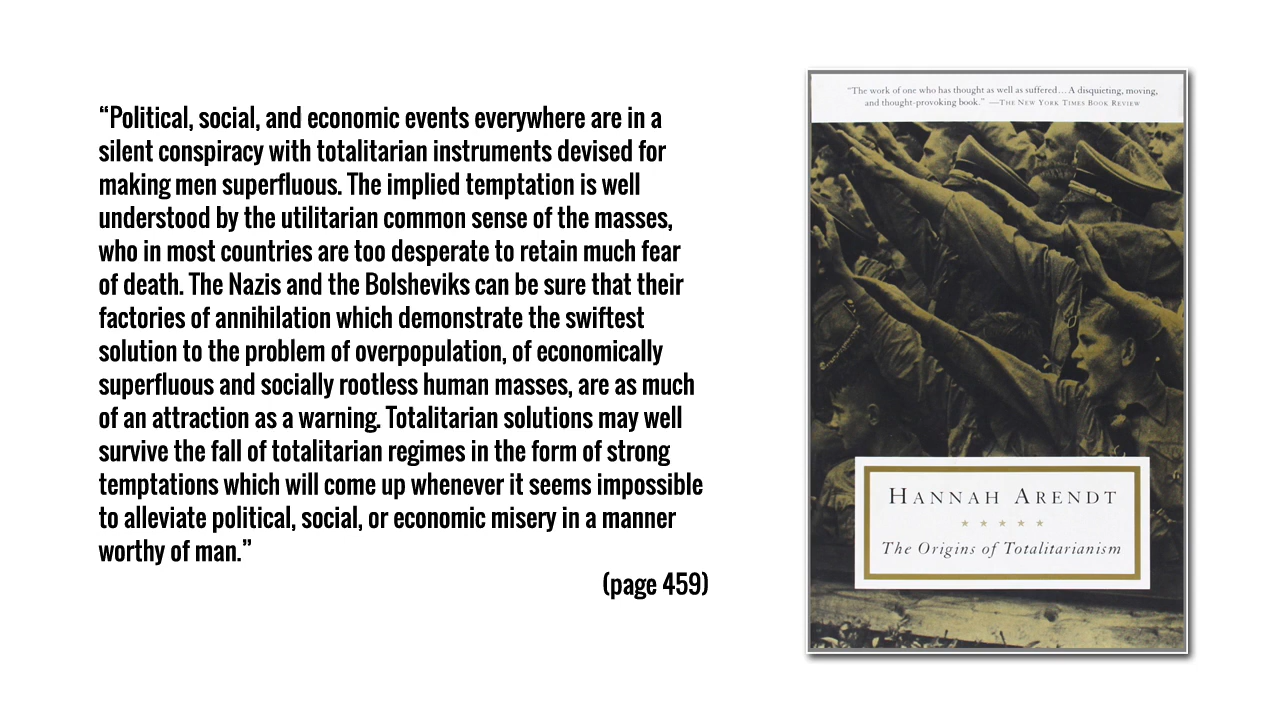 “Political, social, and economic events everywhere are in a
silent conspiracy with totalitarian instruments devised for
making men superfluous. The implied temptation is well
understood by the utilitarian common sense of the masses,
who in most countries are too desperate to retain much fear
of death. The Nazis and the Bolsheviks can be sure that their
factories of annihilation which demonstrate the swiftest
solution to the problem of overpopulation, of economically
superfluous and socially rootless human masses, are as much
of an attraction as a warning. Totalitarian solutions may well
survive the fall of totalitarian regimes in the form of strong
temptations which will come up whenever it seems impossible
to alleviate political, social, or economic misery in a manner
worthy of man.”
(page 459)
“The work of one who has thought as well as suffered…A disquieting, moving,
and thought-provoking book.” —The New York Times Book Review
Hannah Arendt
The Origins of Totalitarianism